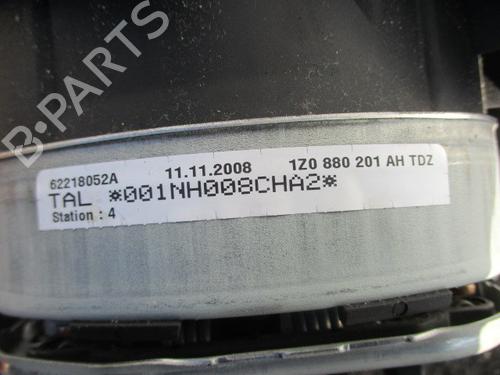 B-PARTS
62218052A 11.11.2008 1Z0 880 201 AH TDZ
TAL *001NH008CHA2*
Station : 4